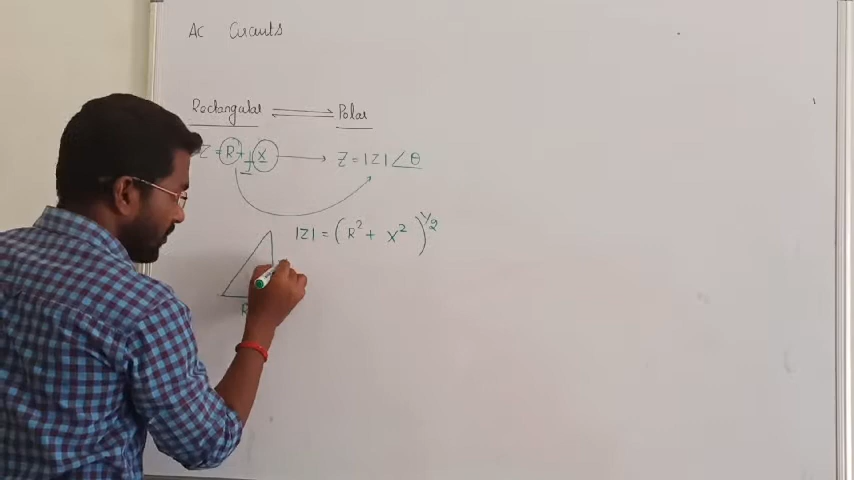 AC Circuits
Rectangular ⇌ Polar
Z = R + jX → Z = |Z| ∠θ
|Z| = (R² + X²)^1/2
R